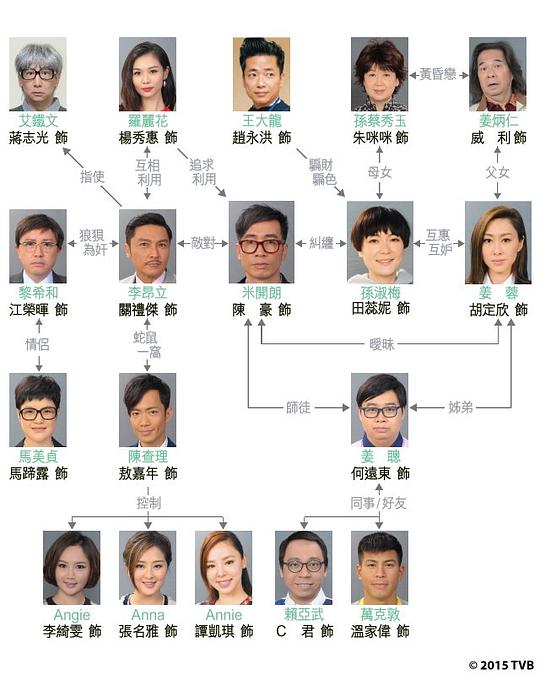 黃昏戀
艾鐵文
羅麗花
王大龍
孫蔡秀玉
姜炳仁
蔣志光 飾
楊秀惠 飾
趙永洪 飾
朱咪咪 飾
威　利 飾
指使
互相
利用
追求
利用
騙財
騙色
母女
父女
狼狽
為奸
敵對
糾纏
互惠
互妒
黎希和
李昂立
米開朗
孫淑梅
姜　蓉
江榮暉 飾
關禮傑 飾
陳　豪 飾
田蕊妮 飾
胡定欣 飾
情侶
蛇鼠
一窩
曖昧
師徒
姊弟
馬美貞
陳查理
姜　聰
馬蹄露 飾
敖嘉年 飾
何遠東 飾
控制
同事/好友
Angie
Anna
Annie
賴亞武
萬克敦
李綺雯 飾
張名雅 飾
譚凱琪 飾
C　君 飾
溫家偉 飾
© 2015 TVB